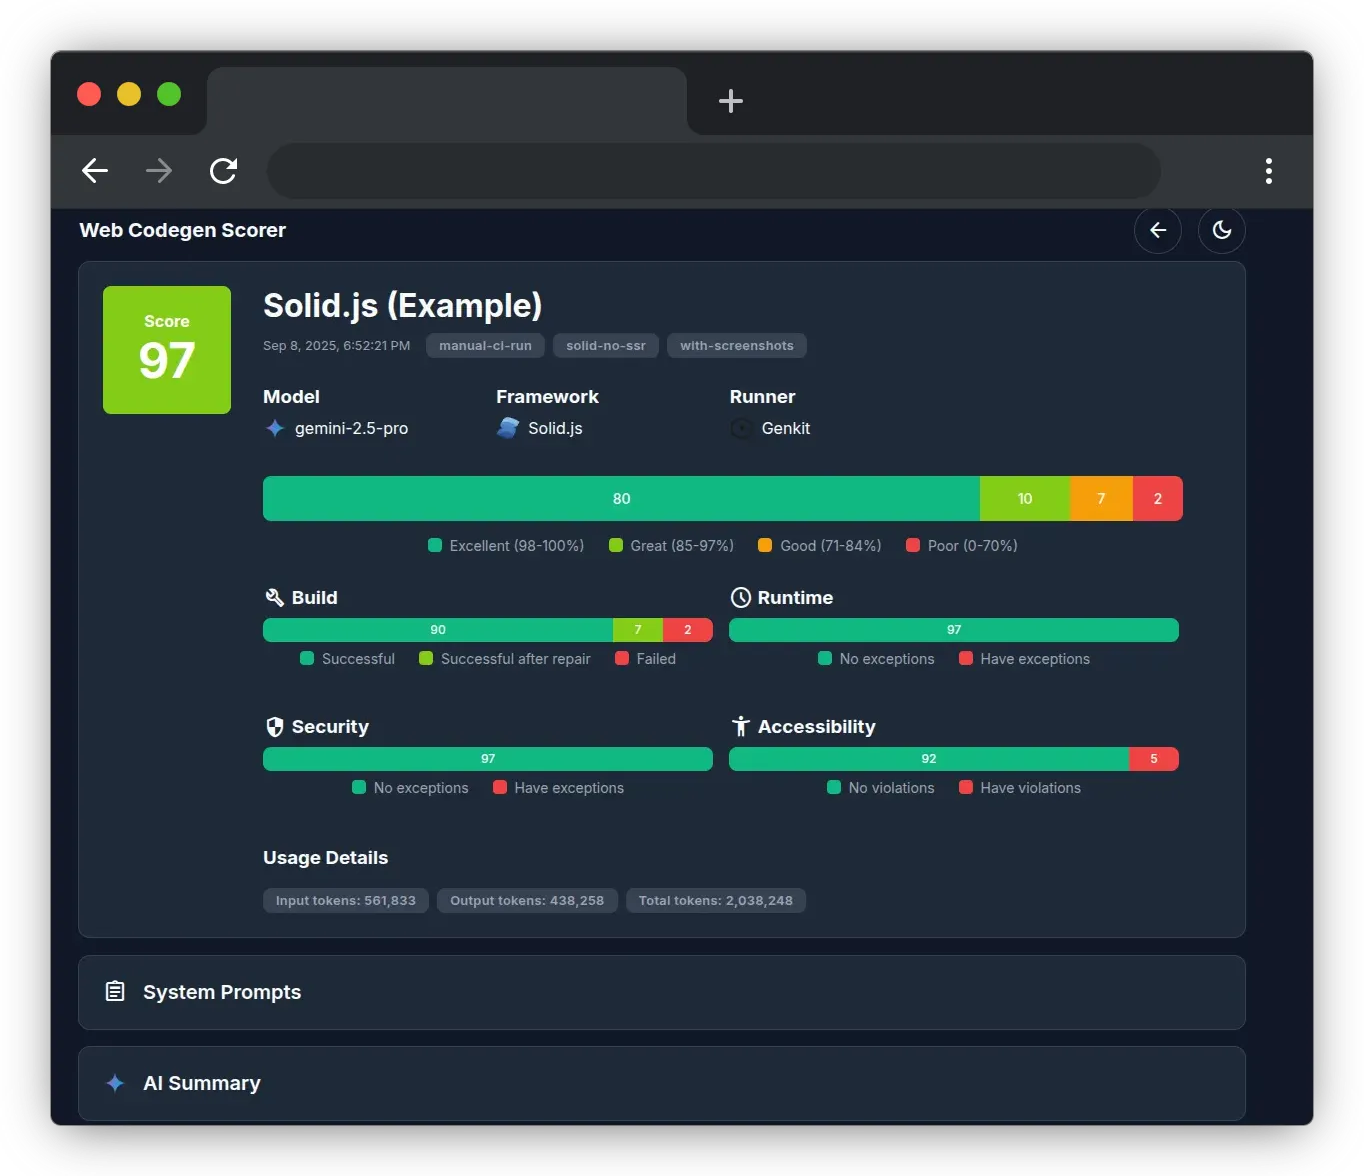 Web Codegen Scorer
Score
97
Solid.js (Example)
Sep 8, 2025, 6:52:21 PM manual-ci-run solid-no-ssr with-screenshots
Model Framework Runner
gemini-2.5-pro Solid.js Genkit
80 10 7 2
Excellent (98-100%) Great (85-97%) Good (71-84%) Poor (0-70%)
Build
90 7 2
Successful Successful after repair Failed
Runtime
97
No exceptions Have exceptions
Security
97
No exceptions Have exceptions
Accessibility
92 5
No violations Have violations
Usage Details
Input tokens: 561,833 Output tokens: 438,258 Total tokens: 2,038,248
System Prompts
AI Summary